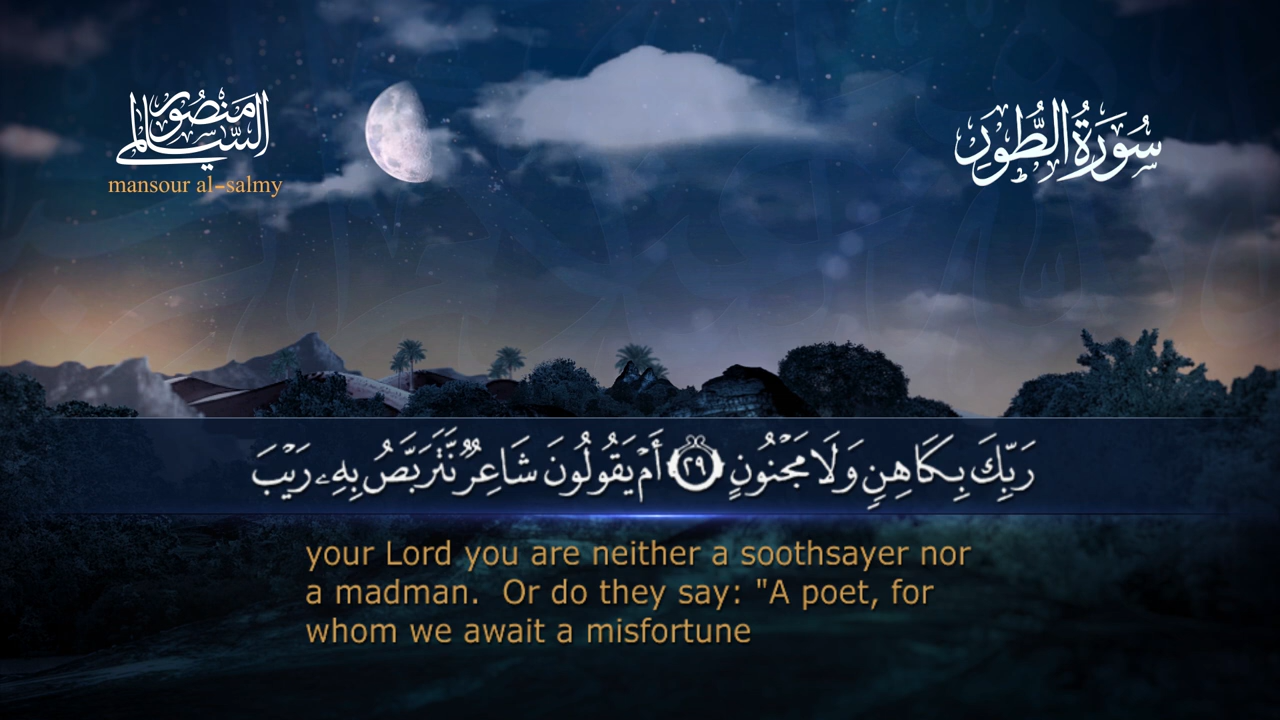 منصور السالمي
mansour al-salmy
سُورَةُ الطُّورِ
رَبِّكَ بِكَاهِنٍ وَلَا مَجْنُونٍ ٢٩ أَمْ يَقُولُونَ شَاعِرٌ نَّتَرَبَّصُ بِهِۦ رَيْبَ
your Lord you are neither a soothsayer nor
a madman. Or do they say: "A poet, for
whom we await a misfortune